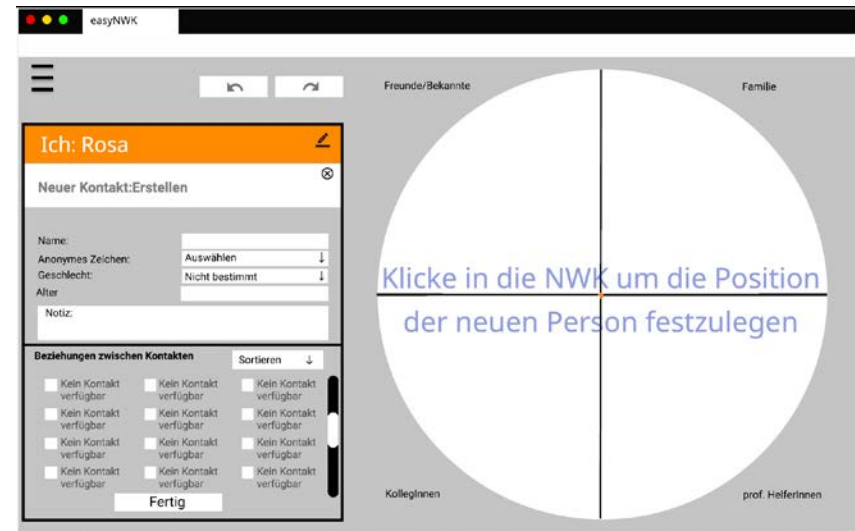 easyNWK
Freunde/Bekannte
Familie
Ich: Rosa
Neuer Kontakt:Erstellen
Name:
Anonymes Zeichen:
Auswählen
Geschlecht:
Nicht bestimmt
Alter
Notiz:
Klicke in die NWK um die Position
der neuen Person festzulegen
Beziehungen zwischen Kontakten
Sortieren
Kein Kontakt Kein Kontakt Kein Kontakt
verfügbar verfügbar verfügbar
Kein Kontakt Kein Kontakt Kein Kontakt
verfügbar verfügbar verfügbar
Kein Kontakt Kein Kontakt Kein Kontakt
verfügbar verfügbar verfügbar
Kein Kontakt Kein Kontakt Kein Kontakt
verfügbar verfügbar verfügbar
Fertig
KollegInnen
prof. HelferInnen